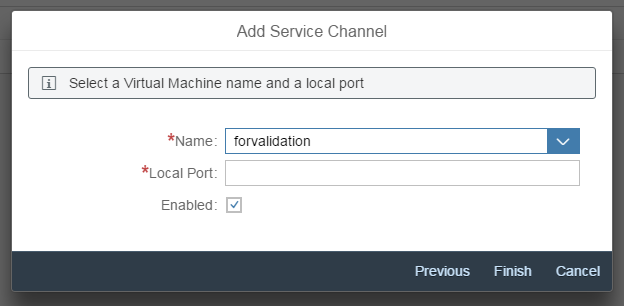 Add Service Channel
Select a Virtual Machine name and a local port
*Name: forvalidation
*Local Port:
Enabled:
Previous Finish Cancel